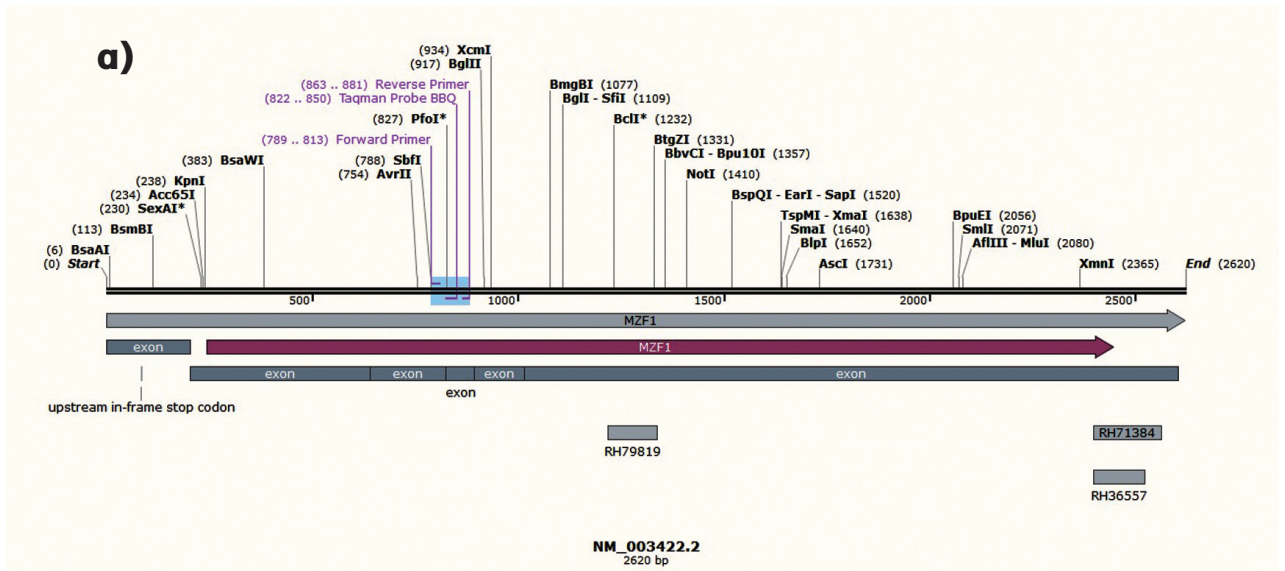 a)
(934) XcmI
(917) BglII
(863 .. 881) Reverse Primer
(822 .. 850) Taqman Probe BBQ
(827) PfoI*
(789 .. 813) Forward Primer
(383) BsaWI
(788) SbfI
(754) AvrII
(238) KpnI
(234) Acc65I
(230) SexAI*
(113) BsmBI
(6) BsaAI
(0) Start
BmgBI (1077)
BglI - SfiI (1109)
BclI* (1232)
BtgZI (1331)
BbvCI - Bpu10I (1357)
NotI (1410)
BspQI - EarI - SapI (1520)
TspMI - XmaI (1638)
SmaI (1640)
BlpI (1652)
AscI (1731)
BpuEI (2056)
SmlI (2071)
AflIII - MluI (2080)
XmnI (2365)
End (2620)
500 1000 1500 2000 2500
MZF1
exon MZF1
exon exon exon exon
exon
upstream in-frame stop codon
RH79819
RH71384
RH36557
NM_003422.2
2620 bp